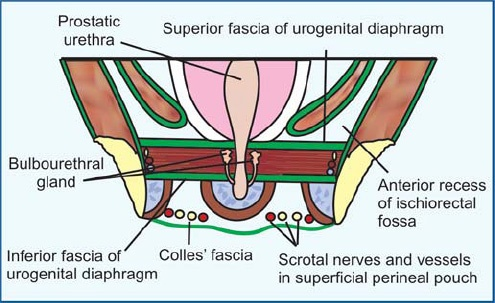 Prostatic
urethra
Superior fascia of urogenital diaphragm
Bulbourethral
gland
Anterior recess
of ischiorectal
fossa
Inferior fascia of
urogenital diaphragm
Colles' fascia
Scrotal nerves and vessels
in superficial perineal pouch